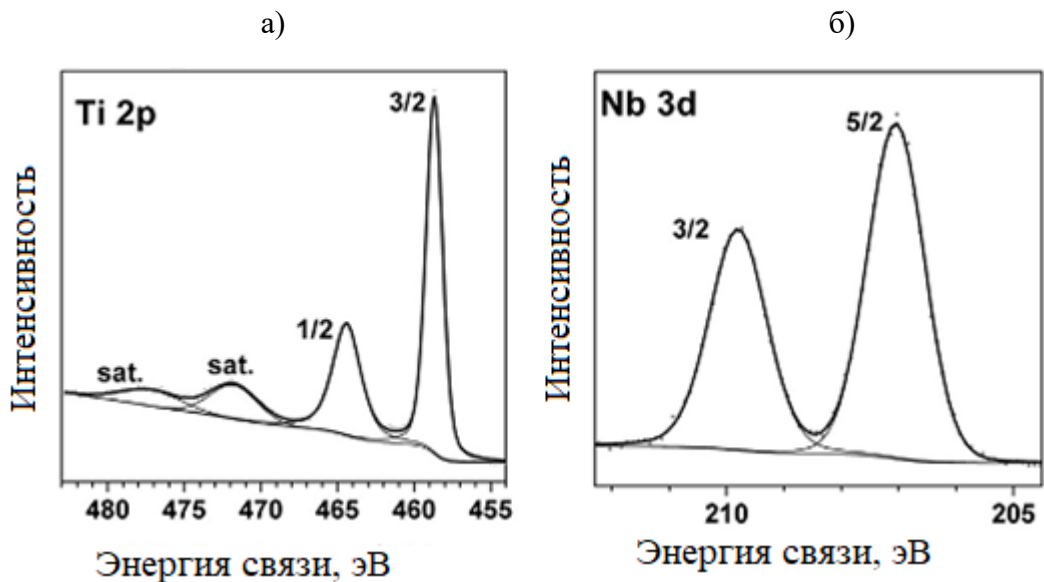 а)
Ti 2p
Интенсивность
sat.
sat.
1/2
3/2
480 475 470 465 460 455
Энергия связи, эВ
б)
Nb 3d
Интенсивность
3/2
5/2
210 205
Энергия связи, эВ